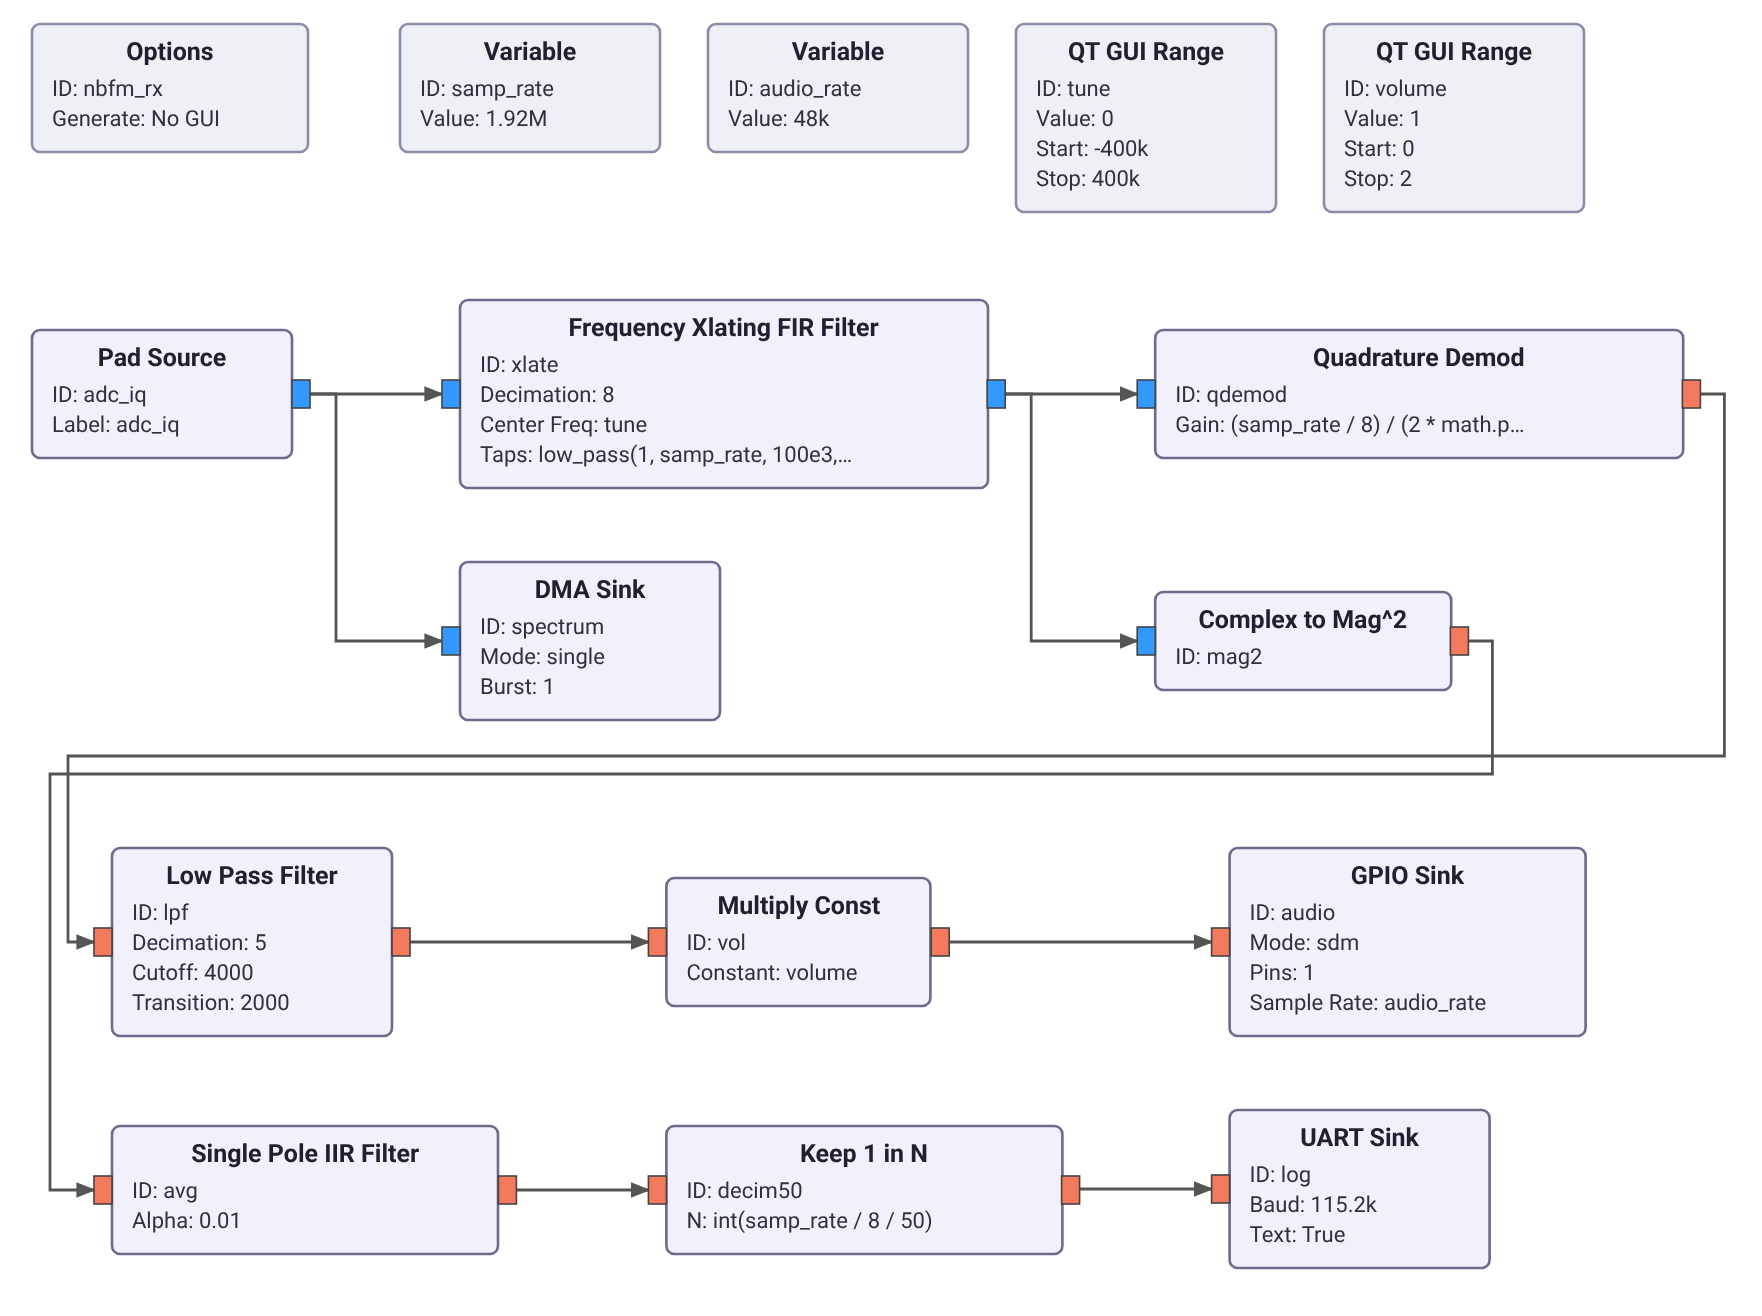 Options
ID: nbfm_rx
Generate: No GUI
Variable
ID: samp_rate
Value: 1.92M
Variable
ID: audio_rate
Value: 48k
QT GUI Range
ID: tune
Value: 0
Start: -400k
Stop: 400k
QT GUI Range
ID: volume
Value: 1
Start: 0
Stop: 2
Pad Source
ID: adc_iq
Label: adc_iq
Frequency Xlating FIR Filter
ID: xlate
Decimation: 8
Center Freq: tune
Taps: low_pass(1, samp_rate, 100e3,...
Quadrature Demod
ID: qdemod
Gain: (samp_rate / 8) / (2 * math.p...
DMA Sink
ID: spectrum
Mode: single
Burst: 1
Complex to Mag^2
ID: mag2
Low Pass Filter
ID: lpf
Decimation: 5
Cutoff: 4000
Transition: 2000
Multiply Const
ID: vol
Constant: volume
GPIO Sink
ID: audio
Mode: sdm
Pins: 1
Sample Rate: audio_rate
Single Pole IIR Filter
ID: avg
Alpha: 0.01
Keep 1 in N
ID: decim50
N: int(samp_rate / 8 / 50)
UART Sink
ID: log
Baud: 115.2k
Text: True